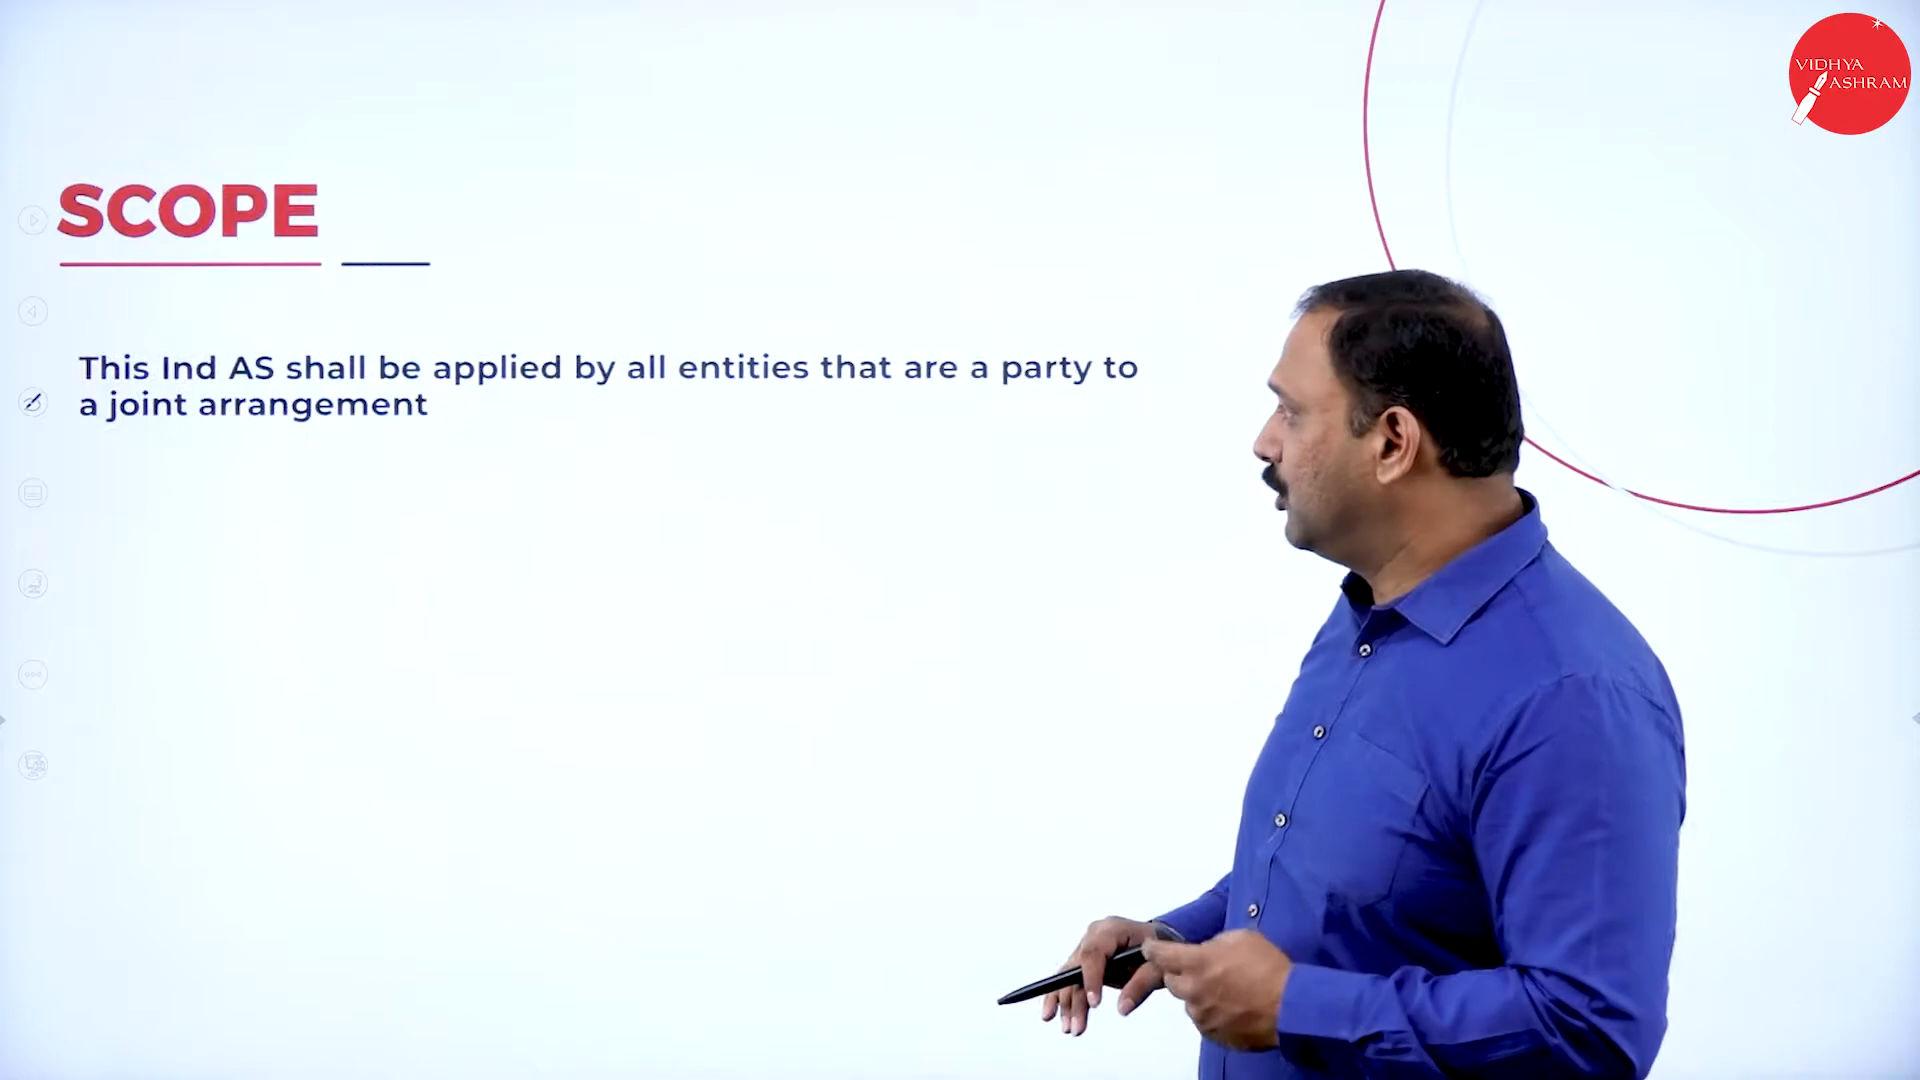 VIDHYA
ASHRAM
SCOPE
This Ind AS shall be applied by all entities that are a party to
a joint arrangement